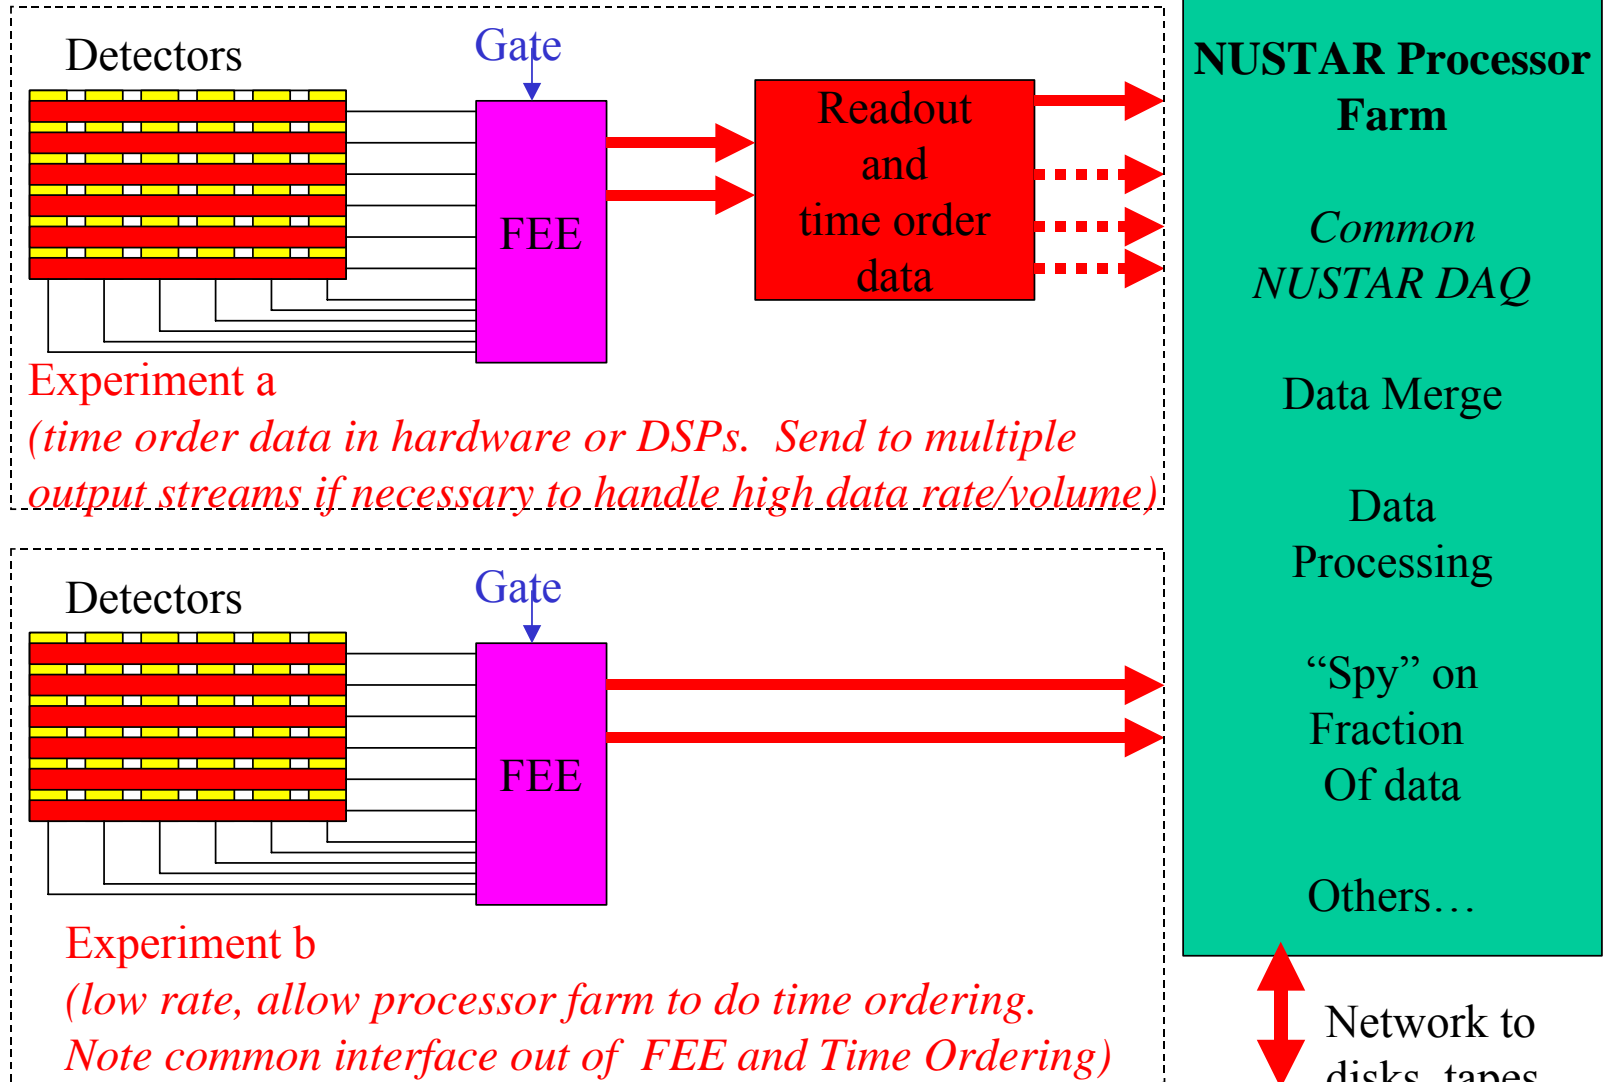 Detectors
Gate
FEE
Readout
and
time order
data
Experiment a
(time order data in hardware or DSPs.  Send to multiple
output streams if necessary to handle high data rate/volume)
Detectors
Gate
FEE
Experiment b
(low rate, allow processor farm to do time ordering.
Note common interface out of  FEE and Time Ordering)
NUSTAR Processor
Farm
Common
NUSTAR DAQ
Data Merge
Data
Processing
“Spy” on
Fraction
Of data
Others…
Network to
disks, tapes